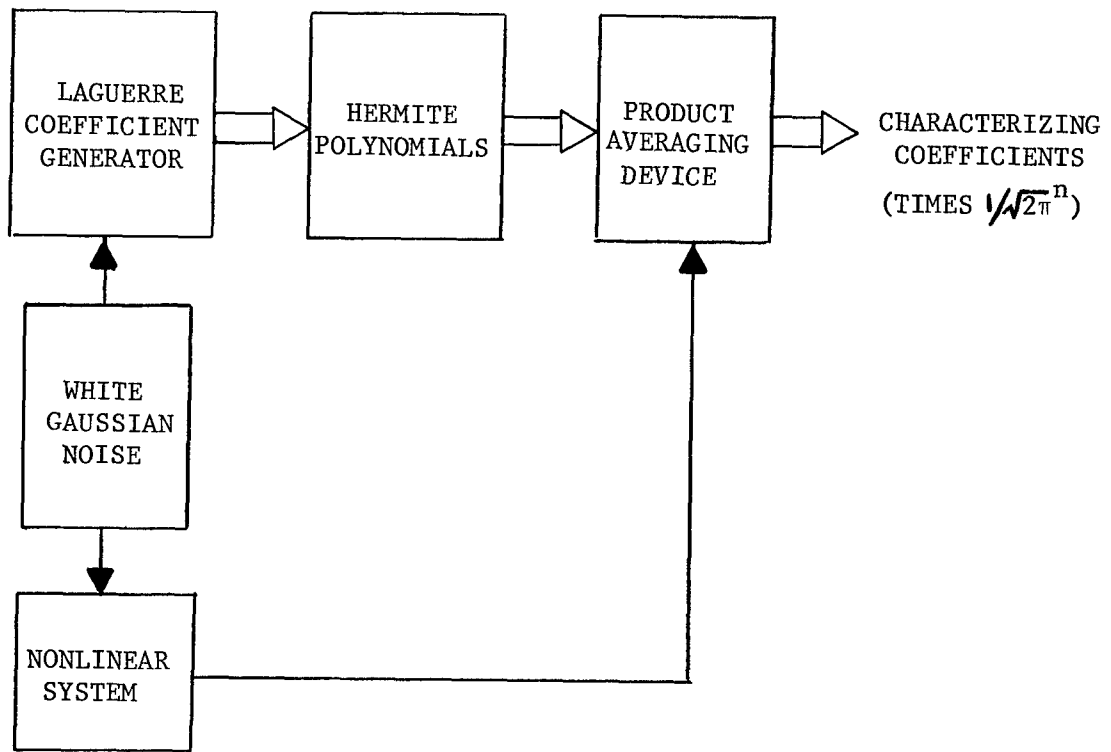 LAGUERRE
COEFFICIENT
GENERATOR
HERMITE
POLYNOMIALS
PRODUCT
AVERAGING
DEVICE
CHARACTERIZING
COEFFICIENTS
(TIMES 1/√2π^n)
WHITE
GAUSSIAN
NOISE
NONLINEAR
SYSTEM